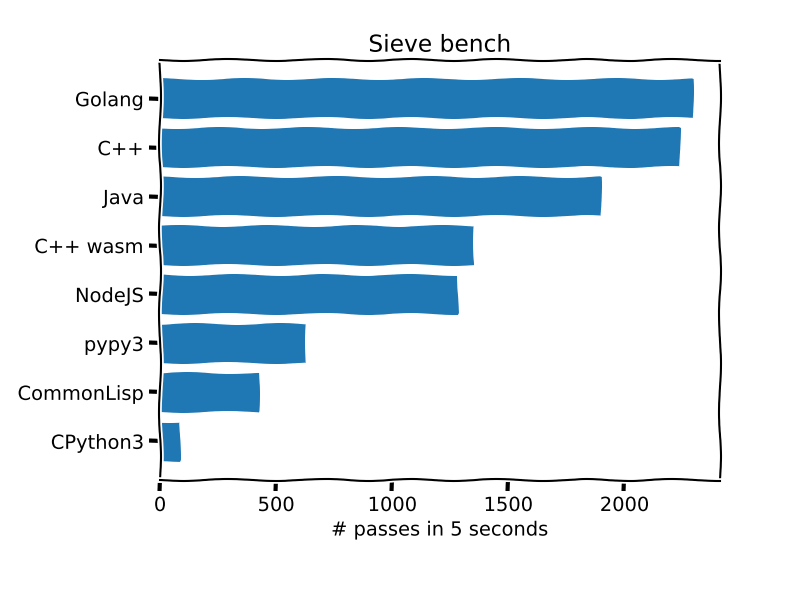 Sieve bench
Golang
C++
Java
C++ wasm
NodeJS
pypy3
CommonLisp
CPython3
0 500 1000 1500 2000
# passes in 5 seconds